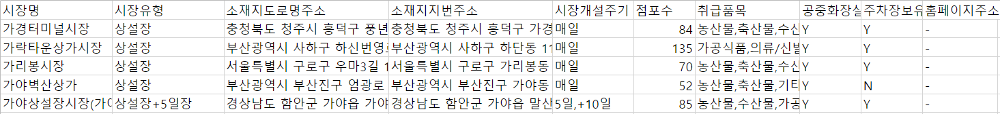 시장명 시장유형 소재지도로명주소 소재지지번주소 시장개설주기 점포수 취급품목 공중화장실 주차장보유 홈페이지주소
가경터미널시장 상설장 충청북도 청주시 흥덕구 풍년 충청북도 청주시 흥덕구 가경 매일 84 농산물,축산물,수산 Y Y -
가락타운상가시장 상설장 부산광역시 사하구 하신번영로 부산광역시 사하구 하단동 11 매일 135 가공식품,의류/신발 Y Y -
가리봉시장 상설장 서울특별시 구로구 우마3길 1 서울특별시 구로구 가리봉동 매일 70 농산물,축산물,수산 Y Y -
가야벽산상가 상설장 부산광역시 부산진구 엄광로 부산광역시 부산진구 가야동 매일 52 농산물,축산물,기타 Y N -
가야상설장시장(가야 상설장+5일장 경상남도 함안군 가야읍 가야 경상남도 함안군 가야읍 말산 5일,+10일 85 농산물,수산물,가공 Y Y -